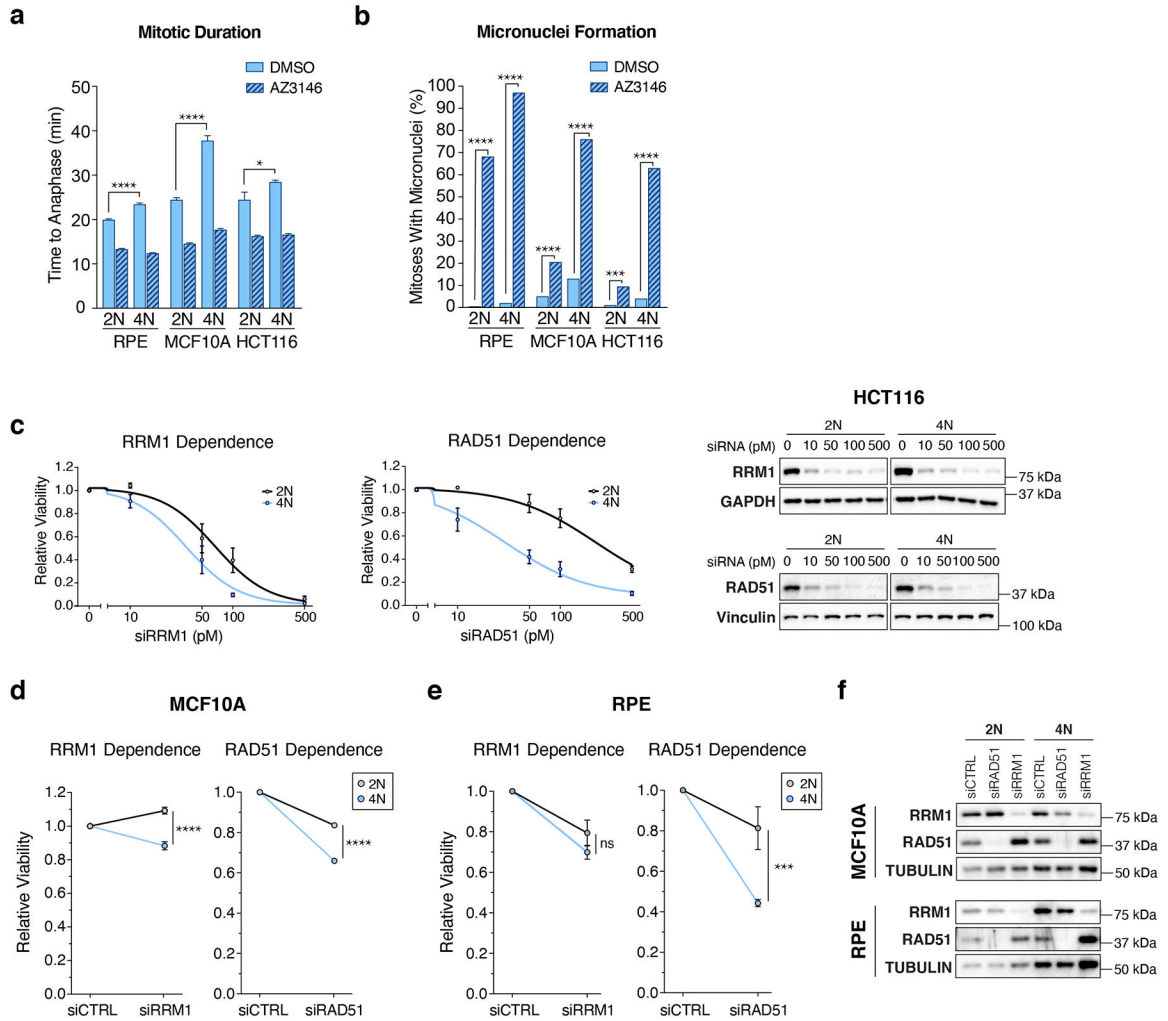 a
Mitotic Duration
DMSO
AZ3146
Time to Anaphase (min)
50
40
30
20
10
0
****
****
*
2N 4N 2N 4N 2N 4N
RPE MCF10A HCT116
b
Micronuclei Formation
DMSO
AZ3146
Mitoses With Micronuclei (%)
100
90
80
70
60
50
40
30
20
10
0
****
****
****
****
***
****
2N 4N 2N 4N 2N 4N
RPE MCF10A HCT116
c
RRM1 Dependence
Relative Viability
1.2
1.0
0.8
0.6
0.4
0.2
0.0
2N
4N
0 10 50 100 500
siRRM1 (pM)
RAD51 Dependence
Relative Viability
1.2
1.0
0.8
0.6
0.4
0.2
0.0
2N
4N
0 10 50 100 500
siRAD51 (pM)
HCT116
2N 4N
siRNA (pM) 0 10 50 100 500 0 10 50 100 500
RRM1 75 kDa
GAPDH 37 kDa
2N 4N
siRNA (pM) 0 10 50 100 500 0 10 50 100 500
RAD51 37 kDa
Vinculin 100 kDa
d
MCF10A
RRM1 Dependence
Relative Viability
1.2
1.0
0.8
0.6
0.4
0.2
0.0
****
siCTRL siRRM1
RAD51 Dependence
2N
4N
1.0
0.8
0.6
0.4
0.2
0.0
****
siCTRL siRAD51
e
RPE
RRM1 Dependence
Relative Viability
1.0
0.8
0.6
0.4
0.2
0.0
ns
siCTRL siRRM1
RAD51 Dependence
2N
4N
1.0
0.8
0.6
0.4
0.2
0.0
***
siCTRL siRAD51
f
2N 4N
siCTRL siRAD51 siRRM1 siCTRL siRAD51 siRRM1
MCF10A
RRM1 75 kDa
RAD51 37 kDa
TUBULIN 50 kDa
RPE
RRM1 75 kDa
RAD51 37 kDa
TUBULIN 50 kDa